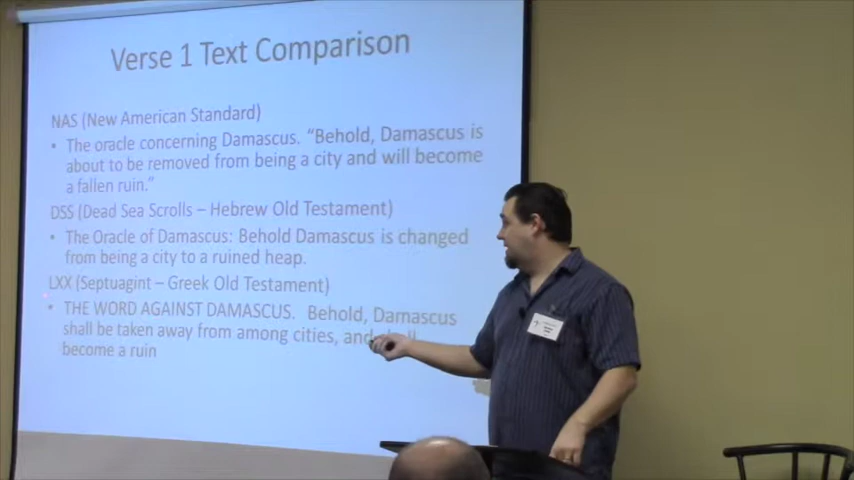 Verse 1 Text Comparison
NAS (New American Standard)
• The oracle concerning Damascus. “Behold, Damascus is
about to be removed from being a city and will become
a fallen ruin.”
DSS (Dead Sea Scrolls – Hebrew Old Testament)
• The Oracle of Damascus: Behold Damascus is changed
from being a city to a ruined heap.
LXX (Septuagint – Greek Old Testament)
• THE WORD AGAINST DAMASCUS. Behold, Damascus
shall be taken away from among cities, and shall
become a ruin